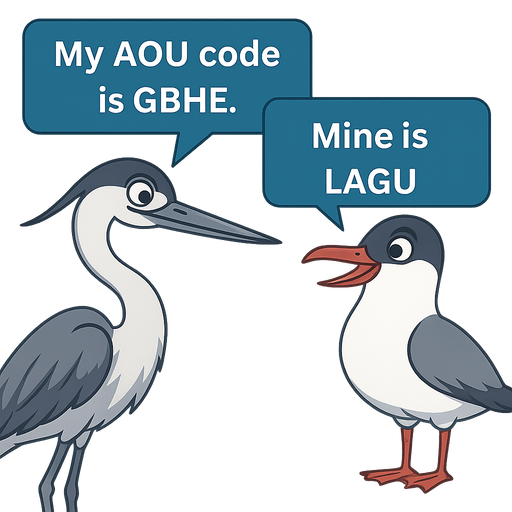 My AOU code
is GBHE.
Mine is
LAGU